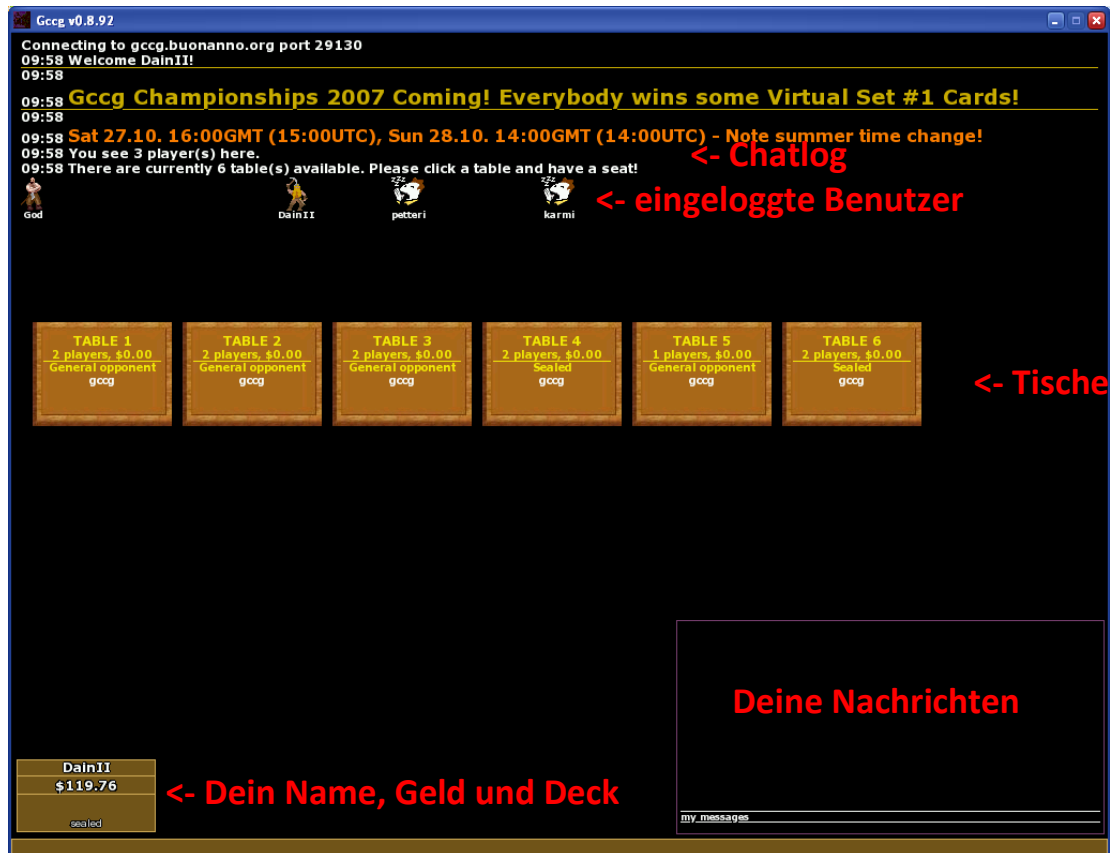 Gccg v0.8.92
Connecting to gccg.buonanno.org port 29130
09:58 Welcome DainII!
09:58
09:58 Gccg Championships 2007 Coming! Everybody wins some Virtual Set #1 Cards!
09:58
09:58 Sat 27.10. 16:00GMT (15:00UTC), Sun 28.10. 14:00GMT (14:00UTC) - Note summer time change!
09:58 You see 3 player(s) here.
<- Chatlog
09:58 There are currently 6 table(s) available. Please click a table and have a seat!
God DainII petteri karmi
<- eingeloggte Benutzer
TABLE 1
2 players, $0.00
General opponent
gccg
TABLE 2
2 players, $0.00
General opponent
gccg
TABLE 3
2 players, $0.00
General opponent
gccg
TABLE 4
2 players, $0.00
Sealed
gccg
TABLE 5
1 players, $0.00
General opponent
gccg
TABLE 6
2 players, $0.00
Sealed
gccg
<- Tische
Deine Nachrichten
my messages
DainII
$119.76
sealed
<- Dein Name, Geld und Deck